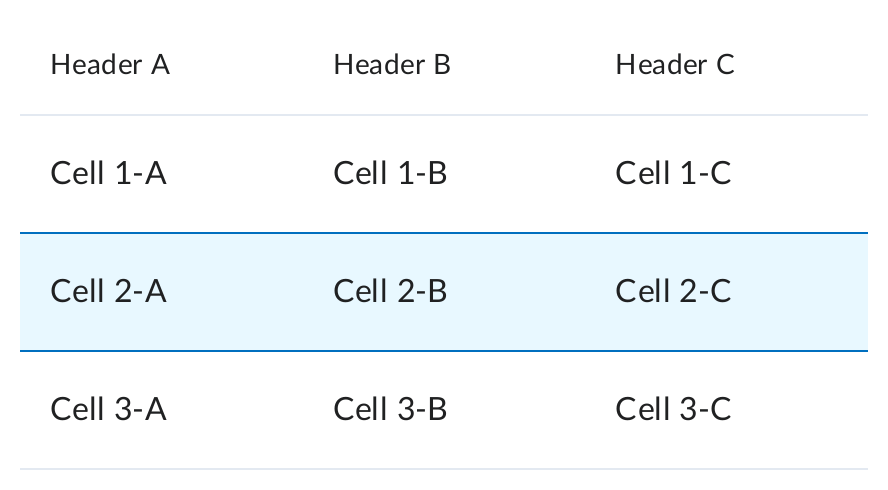 Header A Header B Header C
Cell 1-A Cell 1-B Cell 1-C
Cell 2-A Cell 2-B Cell 2-C
Cell 3-A Cell 3-B Cell 3-C